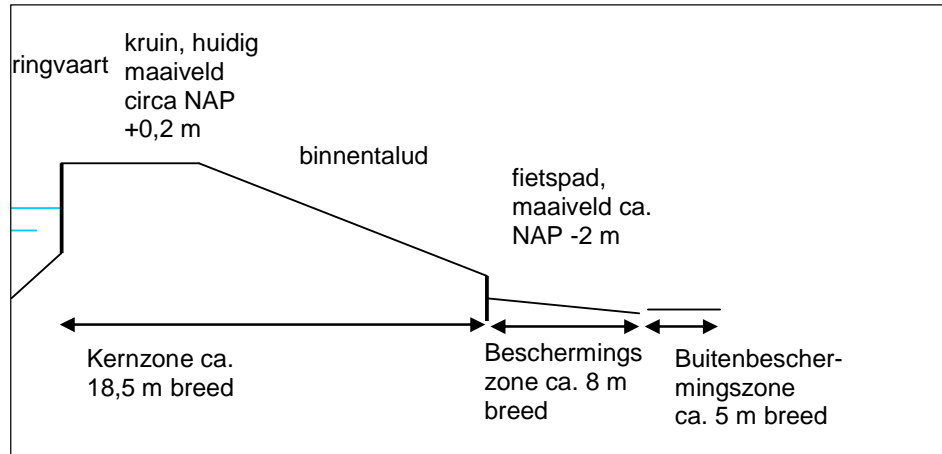 ringvaart
kruin, huidig
maaiveld
circa NAP
+0,2 m
binnentalud
fietspad,
maaiveld ca.
NAP -2 m
Kernzone ca.
18,5 m breed
Beschermings
zone ca. 8 m
breed
Buitenbescher-
mingszone
ca. 5 m breed